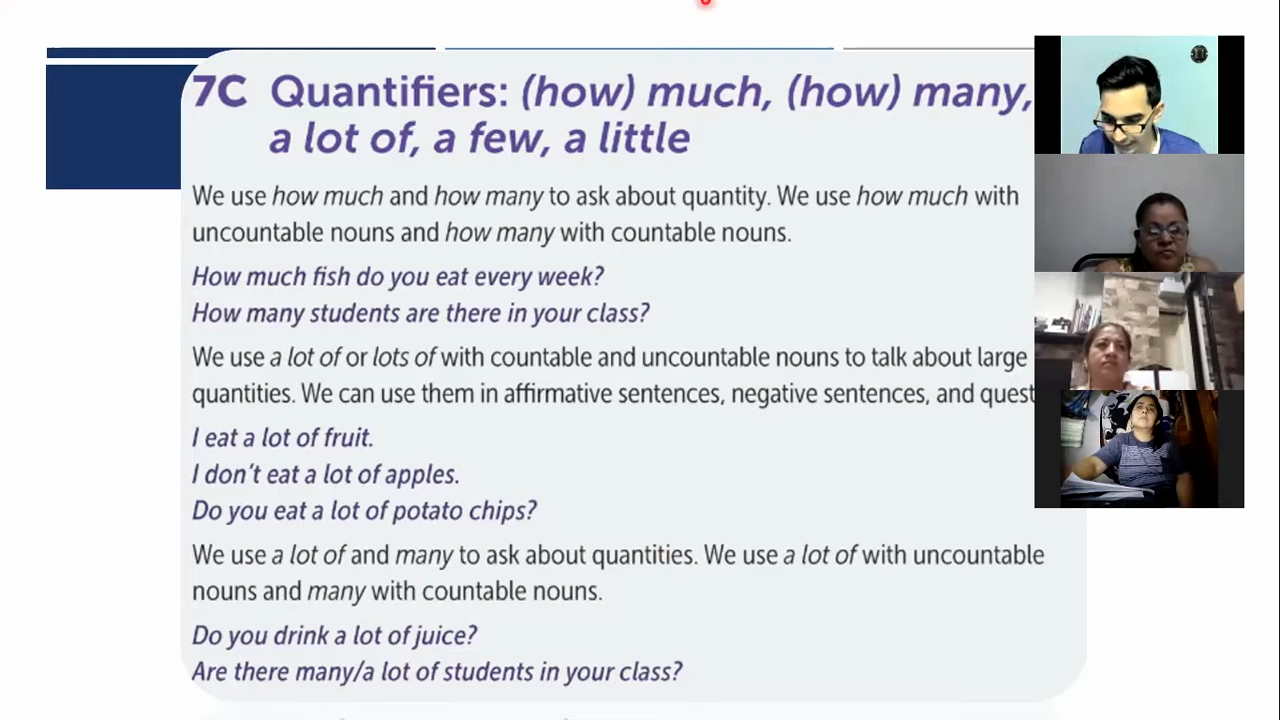 7C Quantifiers: (how) much, (how) many,
a lot of, a few, a little
We use how much and how many to ask about quantity. We use how much with
uncountable nouns and how many with countable nouns.
How much fish do you eat every week?
How many students are there in your class?
We use a lot of or lots of with countable and uncountable nouns to talk about large
quantities. We can use them in affirmative sentences, negative sentences, and quest
I eat a lot of fruit.
I don't eat a lot of apples.
Do you eat a lot of potato chips?
We use a lot of and many to ask about quantities. We use a lot of with uncountable
nouns and many with countable nouns.
Do you drink a lot of juice?
Are there many/a lot of students in your class?